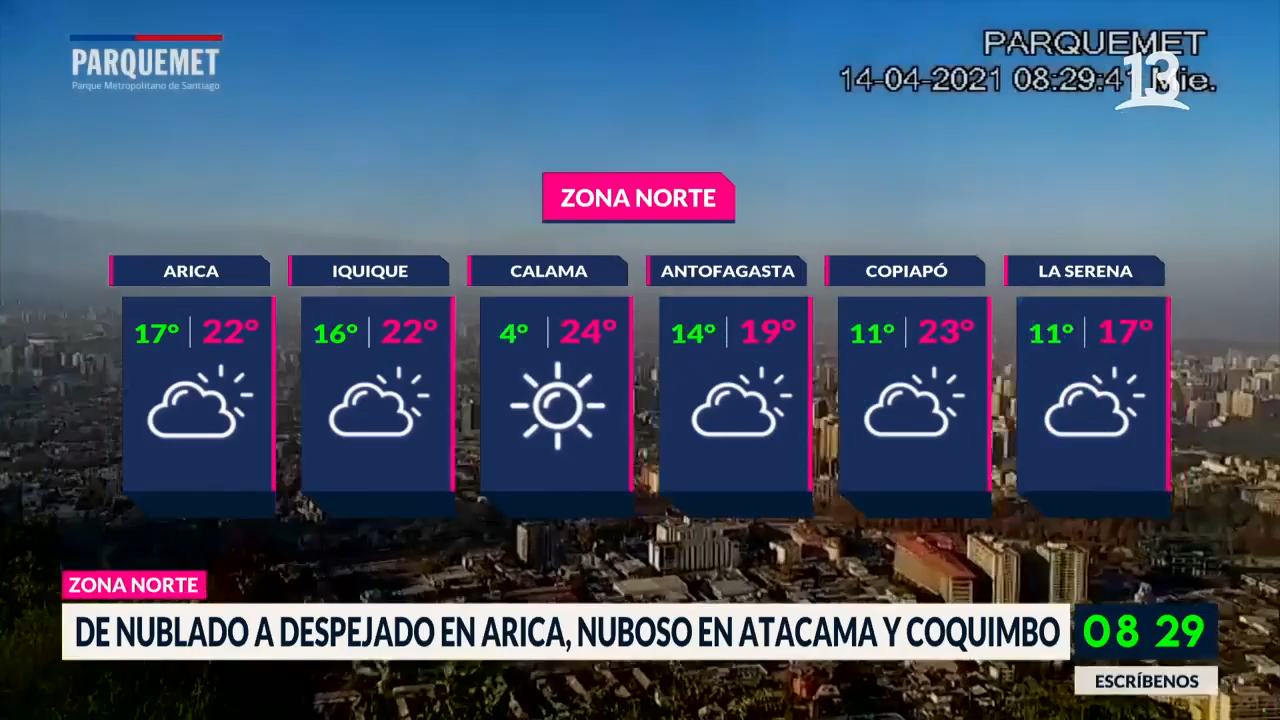 PARQUEMET
Parque Metropolitano de Santiago
PARQUEMET
14-04-2021 08:29:41 Mie.
13
ZONA NORTE
ARICA
17° 22°
IQUIQUE
16° 22°
CALAMA
4° 24°
ANTOFAGASTA
14° 19°
COPIAPÓ
11° 23°
LA SERENA
11° 17°
ZONA NORTE
DE NUBLADO A DESPEJADO EN ARICA, NUBOSO EN ATACAMA Y COQUIMBO
08 29
ESCRÍBENOS